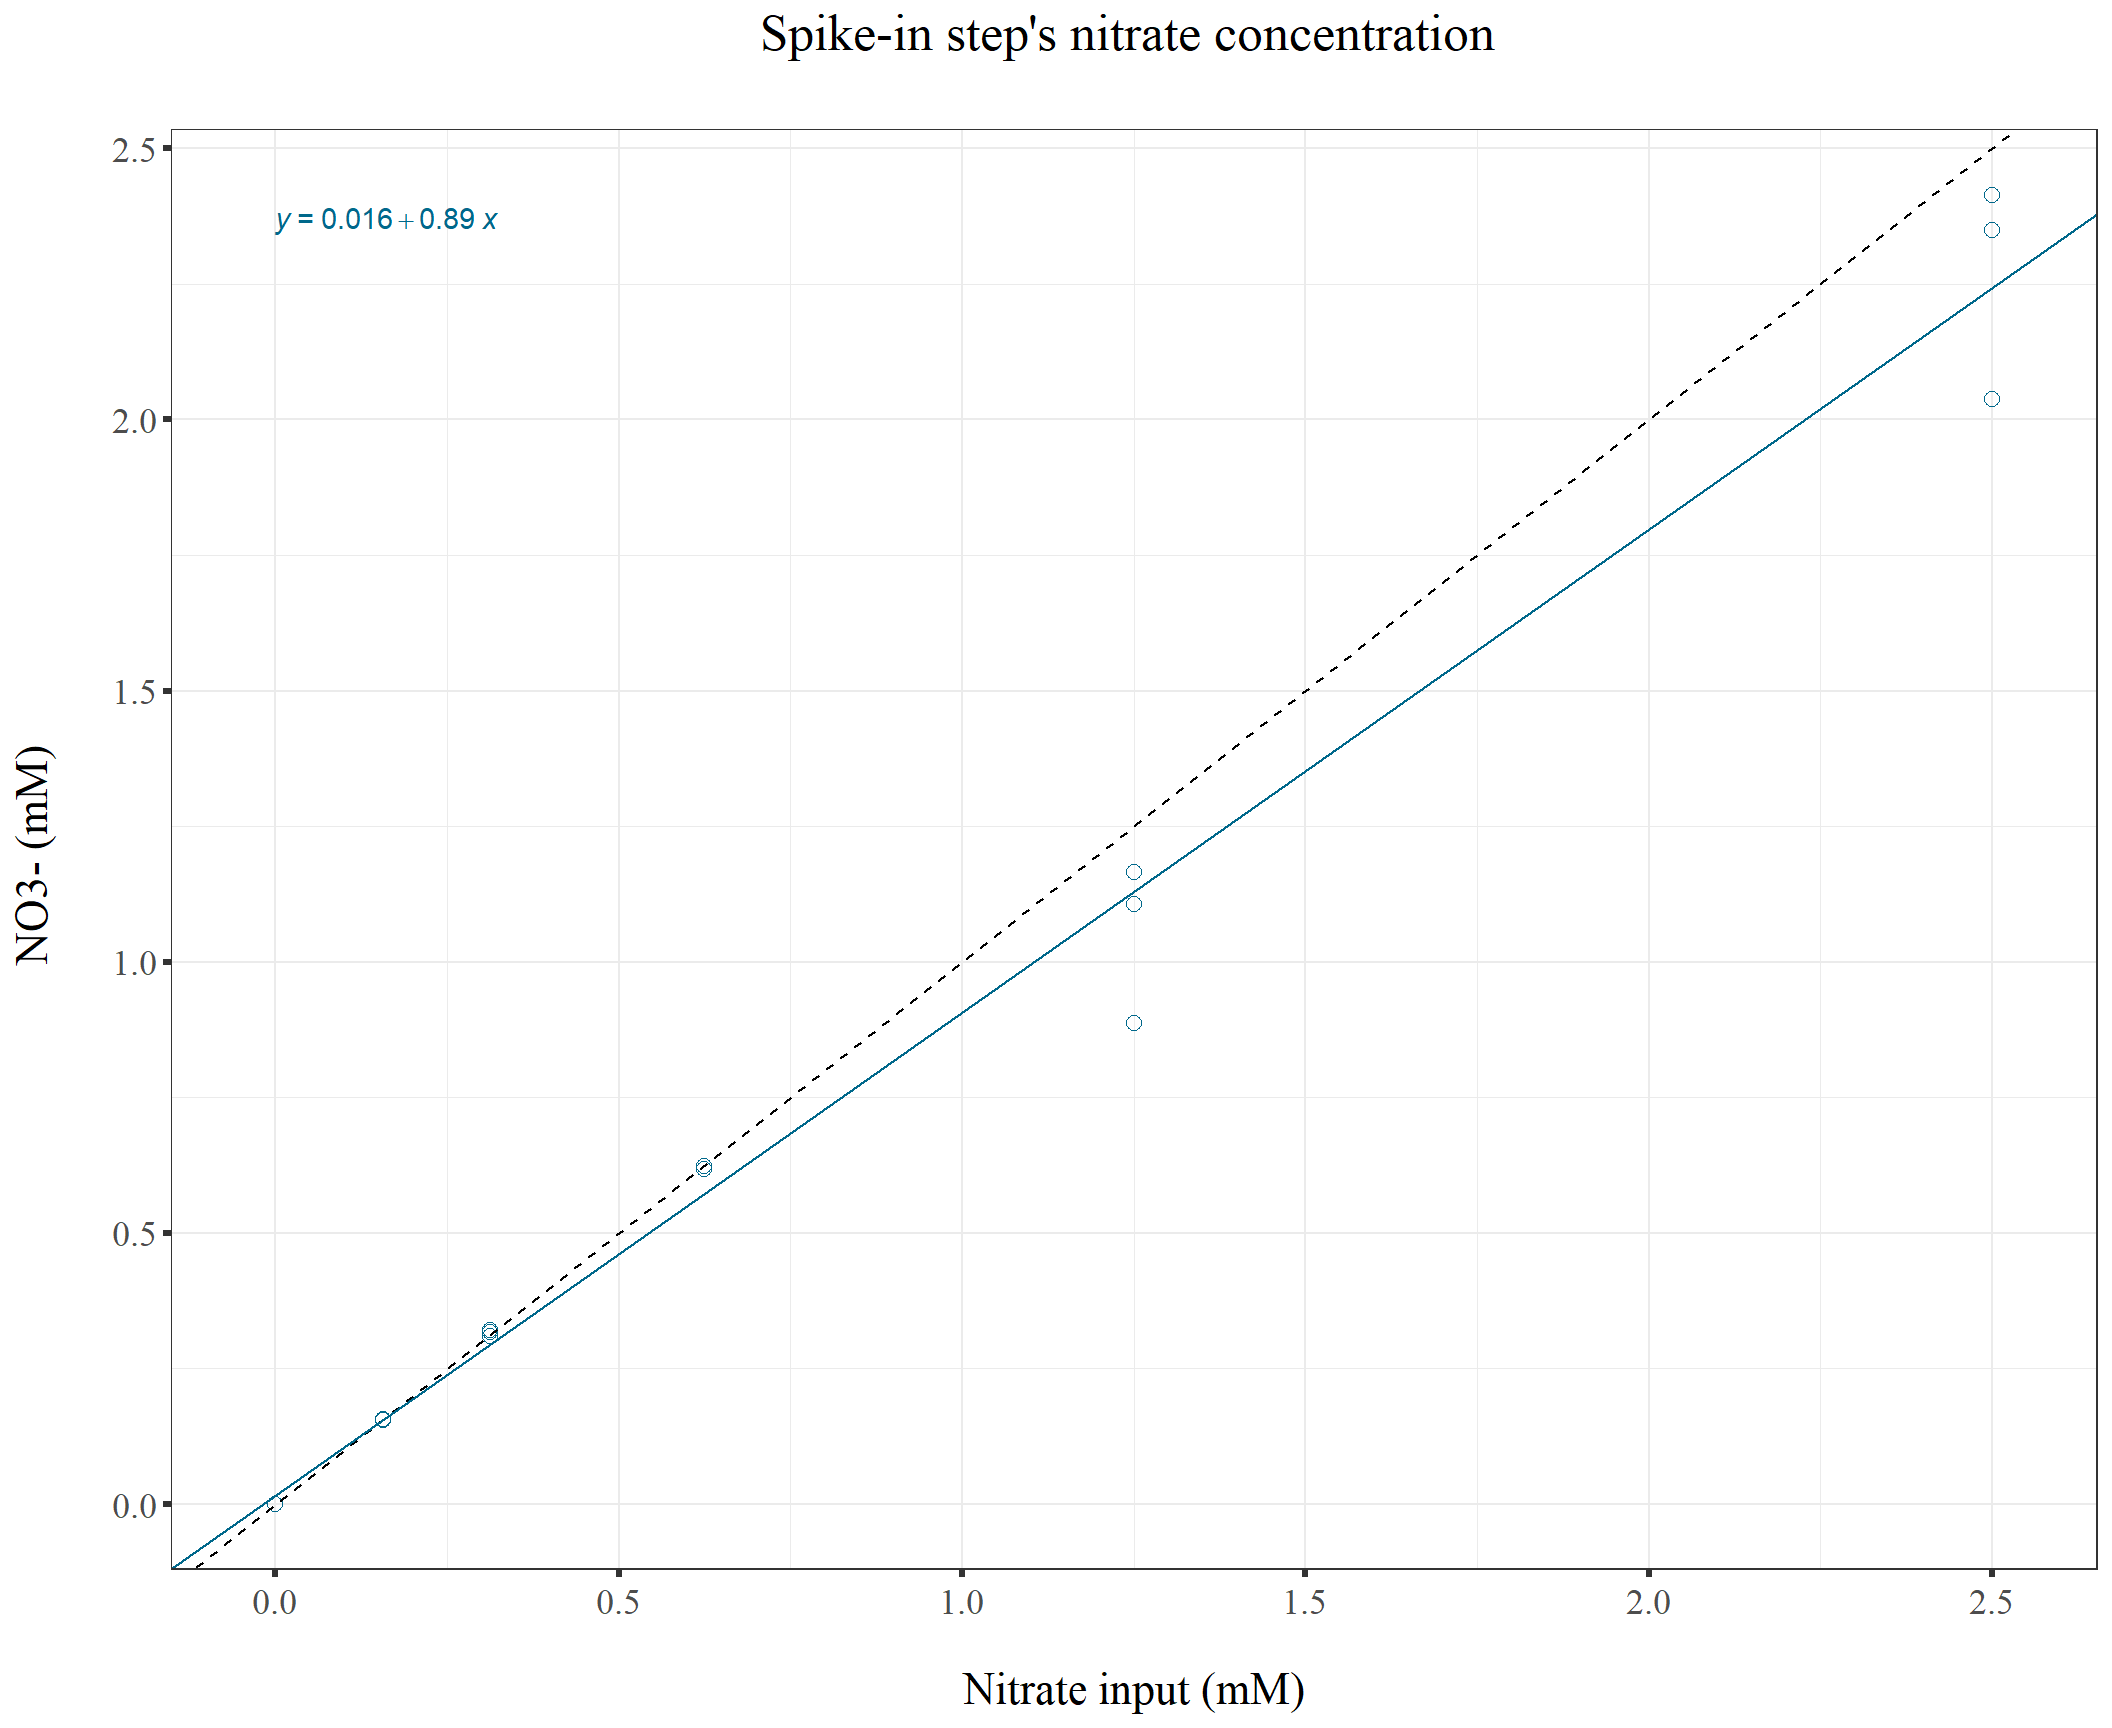 Spike-in step's nitrate concentration
y = 0.016 + 0.89 x
2.5
2.0
1.5
1.0
0.5
0.0
NO3- (mM)
0.0 0.5 1.0 1.5 2.0 2.5
Nitrate input (mM)